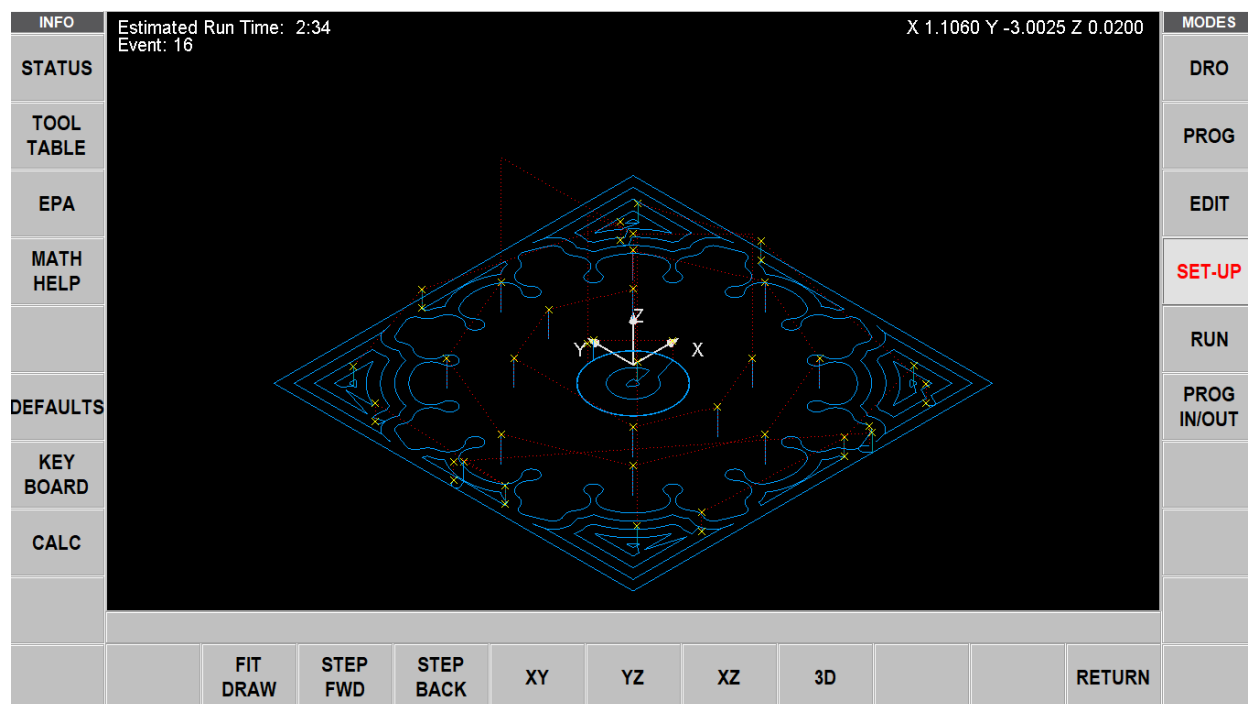 INFO
STATUS
TOOL
TABLE
EPA
MATH
HELP
DEFAULTS
KEY
BOARD
CALC
Estimated Run Time: 2:34
Event: 16
X 1.1060 Y -3.0025 Z 0.0200
Z
Y
X
FIT
DRAW
STEP
FWD
STEP
BACK
XY
YZ
XZ
3D
RETURN
MODES
DRO
PROG
EDIT
SET-UP
RUN
PROG
IN/OUT